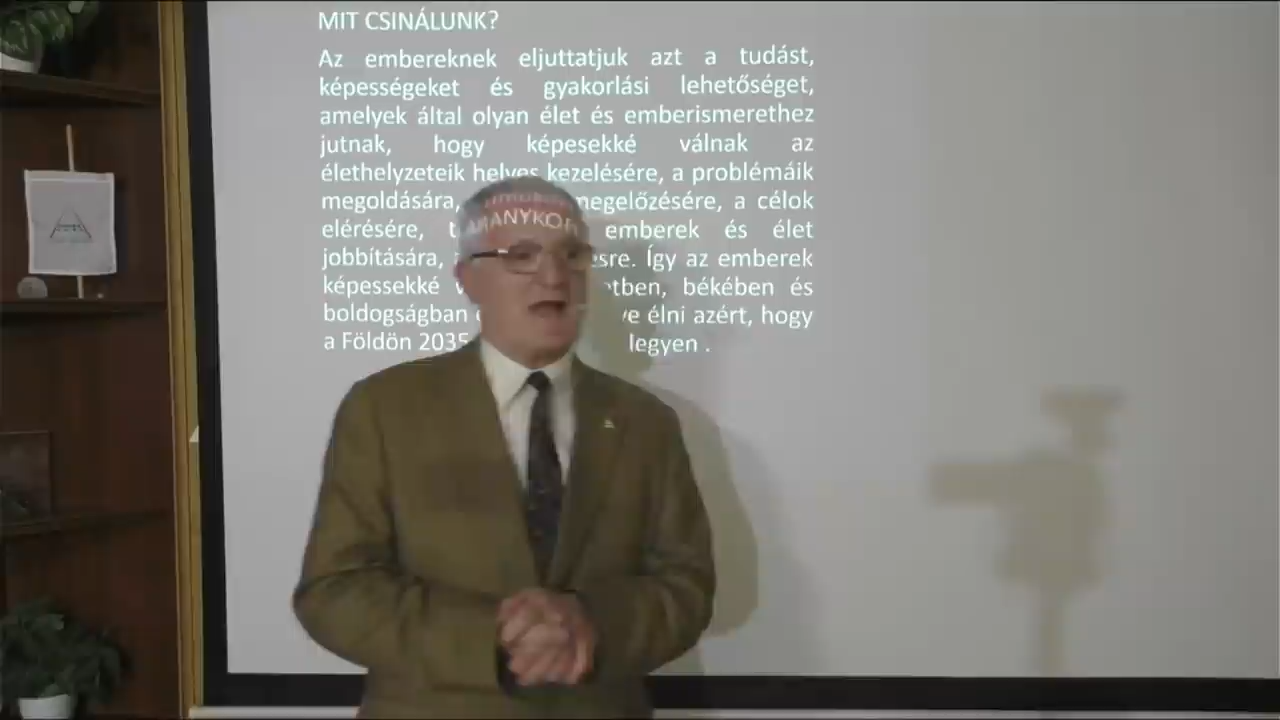 MIT CSINÁLUNK?
Az embereknek eljuttatjuk azt a tudást,
képességeket és gyakorlási lehetőséget,
amelyek által olyan élet és emberismerethez
jutnak, hogy képesekké válnak az
élethelyzeteik helyes kezelésére, a problémáik
megoldására, megelőzésére, a célok
elérésére, emberek és élet
jobbítására, Így az emberek
képessekké békében és
boldogságban élni azért, hogy
a Földön 2035 legyen .
ARANYKO